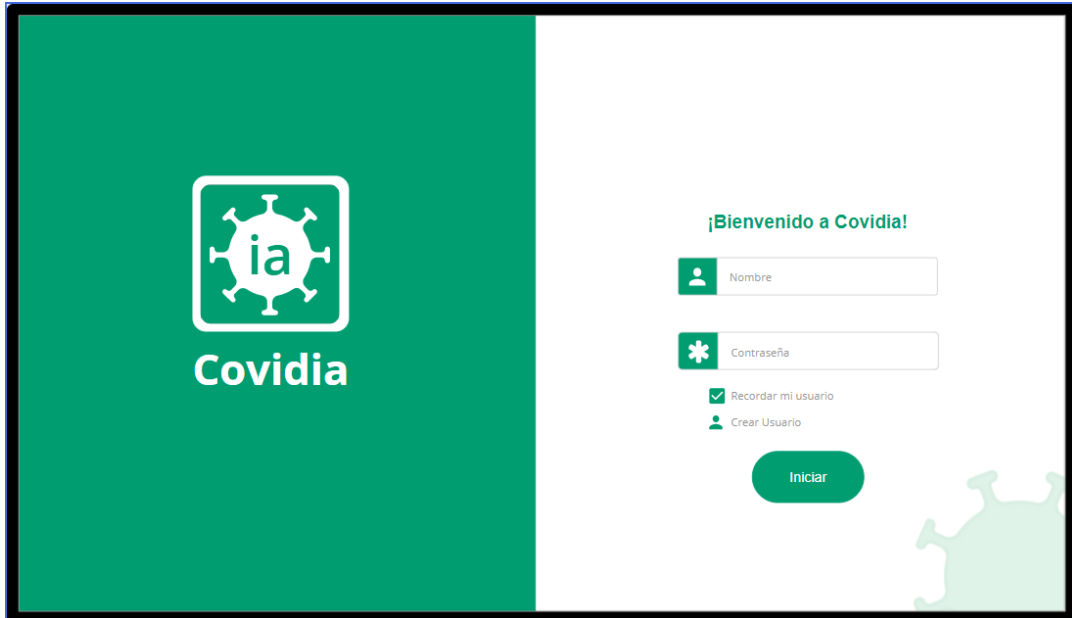 ia
Covidia
¡Bienvenido a Covidia!
Nombre
Contraseña
Recordar mi usuario
Crear Usuario
Iniciar